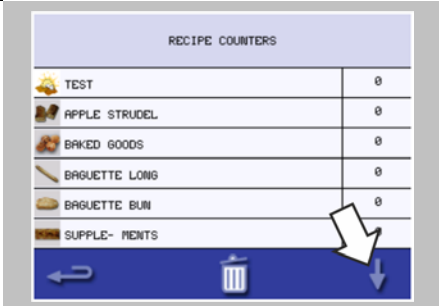 RECIPE COUNTERS
TEST 0
APPLE STRUDEL 0
BAKED GOODS 0
BAGUETTE LONG 0
BAGUETTE BUN 0
SUPPLE- MENTS